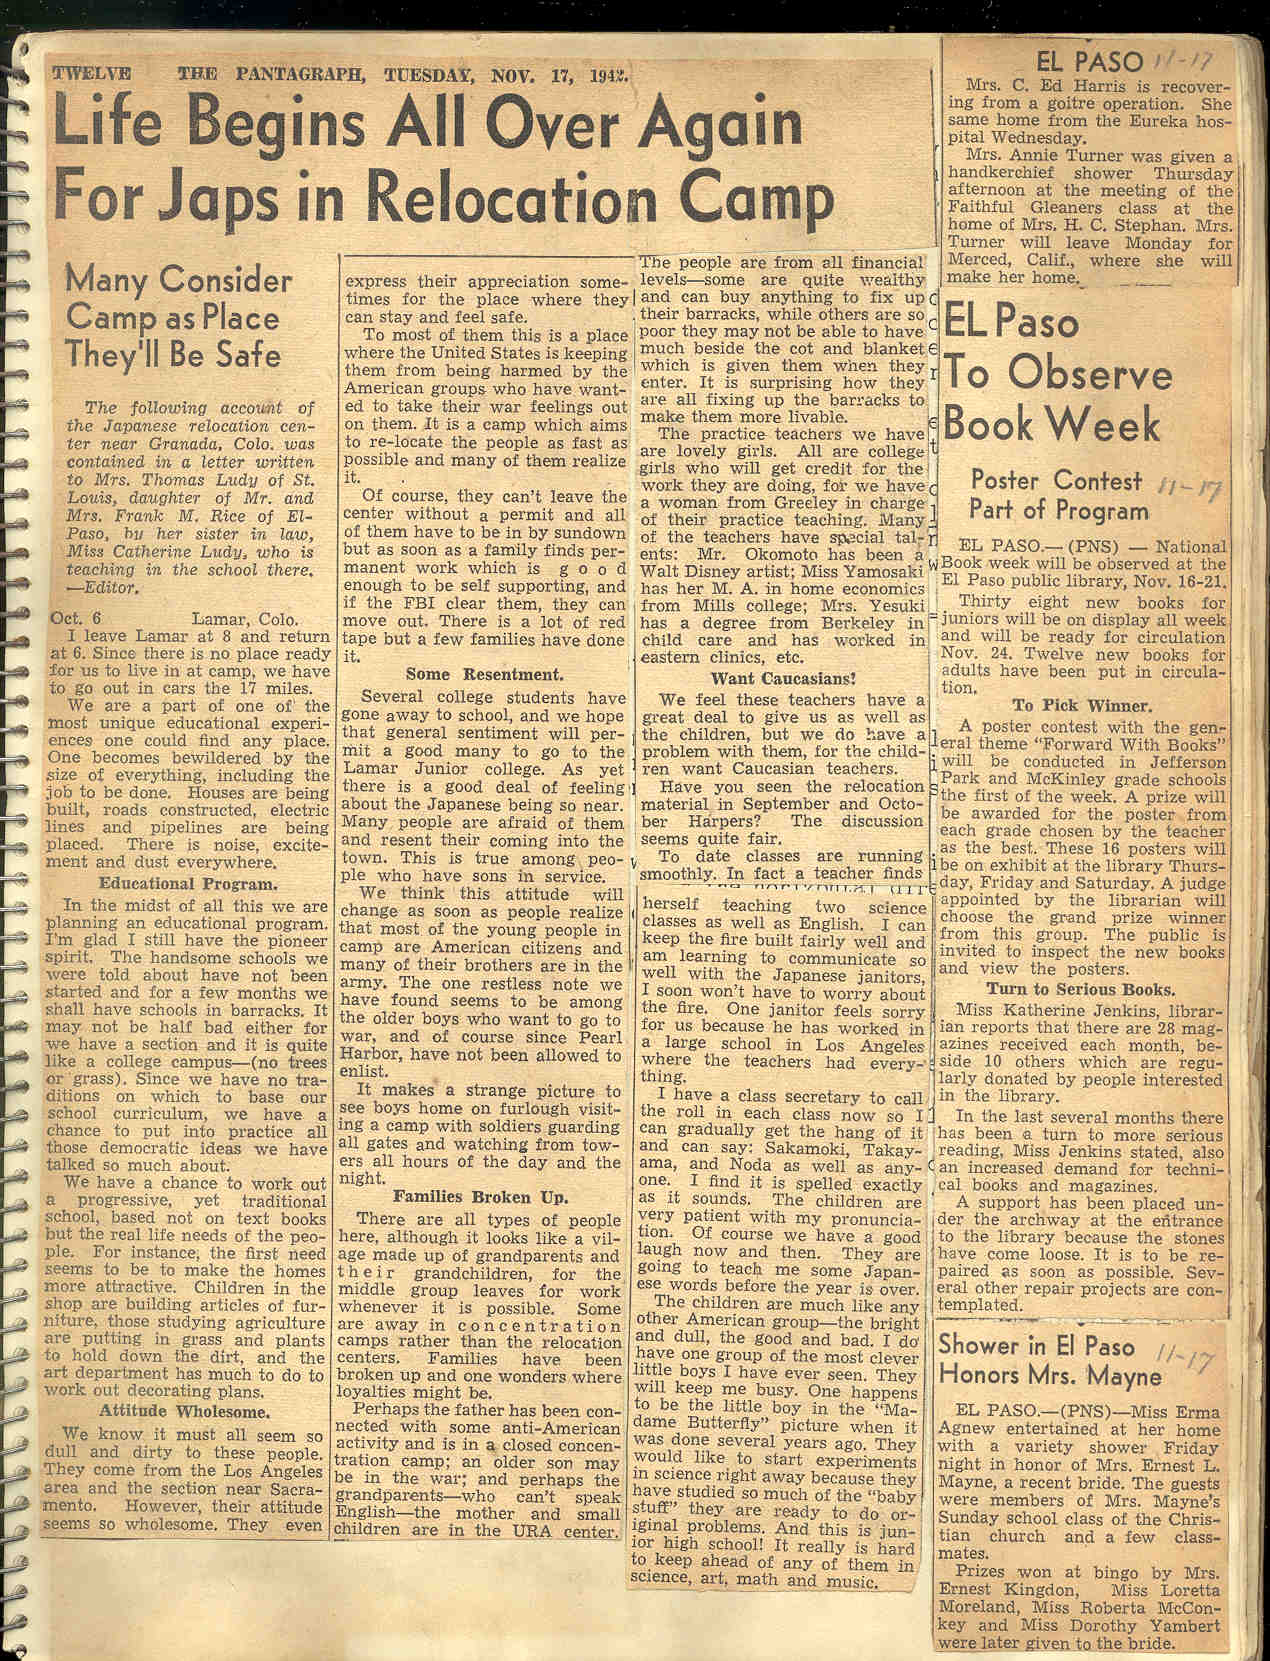 TWELVE THE PANTAGRAPH, TUESDAY, NOV. 17, 1942.
Life Begins All Over Again
For Japs in Relocation Camp
Many Consider
Camp as Place
They'll Be Safe
The following account of
the Japanese relocation cen-
ter near Granada, Colo. was
contained in a letter written
to Mrs. Thomas Ludy of St.
Louis, daughter of Mr. and
Mrs. Frank M. Rice of El-
Paso, by her sister in law,
Miss Catherine Ludy, who is
teaching in the school there.
—Editor.
Oct. 6 Lamar, Colo.
I leave Lamar at 8 and return
at 6. Since there is no place ready
for us to live in at camp, we have
to go out in cars the 17 miles.
We are a part of one of the
most unique educational experi-
ences one could find any place.
One becomes bewildered by the
size of everything, including the
job to be done. Houses are being
built, roads constructed, electric
lines and pipelines are being
placed. There is noise, excite-
ment and dust everywhere.
Educational Program.
In the midst of all this we are
planning an educational program.
I'm glad I still have the pioneer
spirit. The handsome schools we
were told about have not been
started and for a few months we
shall have schools in barracks. It
may not be half bad either for
we have a section and it is quite
like a college campus—(no trees
or grass). Since we have no tra-
ditions on which to base our
school curriculum, we have a
chance to put into practice all
those democratic ideas we have
talked so much about.
We have a chance to work out
a progressive, yet traditional
school, based not on text books
but the real life needs of the peo-
ple. For instance, the first need
seems to be to make the homes
more attractive. Children in the
shop are building articles of fur-
niture, those studying agriculture
are putting in grass and plants
to hold down the dirt, and the
art department has much to do to
work out decorating plans.
Attitude Wholesome.
We know it must all seem so
dull and dirty to these people.
They come from the Los Angeles
area and the section near Sacra-
mento. However, their attitude
seems so wholesome. They even
express their appreciation some-
times for the place where they
can stay and feel safe.
To most of them this is a place
where the United States is keeping
them from being harmed by the
American groups who have want-
ed to take their war feelings out
on them. It is a camp which aims
to re-locate the people as fast as
possible and many of them realize
it.
Of course, they can't leave the
center without a permit and all
of them have to be in by sundown
but as soon as a family finds per-
manent work which is good
enough to be self supporting, and
if the FBI clear them, they can
move out. There is a lot of red
tape but a few families have done
it.
Some Resentment.
Several college students have
gone away to school, and we hope
that general sentiment will per-
mit a good many to go to the
Lamar Junior college. As yet
there is a good deal of feeling
about the Japanese being so near.
Many people are afraid of them
and resent their coming into the
town. This is true among peo-
ple who have sons in service.
We think this attitude will
change as soon as people realize
that most of the young people in
camp are American citizens and
many of their brothers are in the
army. The one restless note we
have found seems to be among
the older boys who want to go to
war, and of course since Pearl
Harbor, have not been allowed to
enlist.
It makes a strange picture to
see boys home on furlough visit-
ing a camp with soldiers guarding
all gates and watching from tow-
ers all hours of the day and the
night.
Families Broken Up.
There are all types of people
here, although it looks like a vil-
lage made up of grandparents and
their grandchildren, for the
middle group leaves for work
whenever it is possible. Some
are away in concentration
camps rather than the relocation
centers. Families have been
broken up and one wonders where
loyalties might be.
Perhaps the father has been con-
nected with some anti-American
activity and is in a closed concen-
tration camp; an older son may
be in the war; and perhaps the
grandparents—who can't speak
English—the mother and small
children are in the URA center.
The people are from all financial
levels—some are quite wealthy
and can buy anything to fix up
their barracks, while others are so
poor they may not be able to have
much beside the cot and blanket
which is given them when they
enter. It is surprising how they
are all fixing up the barracks to
make them more livable.
The practice teachers we have
are lovely girls. All are college
girls who will get credit for the
work they are doing, for we have
a woman from Greeley in charge
of their practice teaching. Many
of the teachers have special tal-
ents: Mr. Okomoto has been a
Walt Disney artist; Miss Yamosaki
has her M. A. in home economics
from Mills college; Mrs. Yesuki
has a degree from Berkeley in
child care and has worked in
eastern clinics, etc.
Want Caucasians!
We feel these teachers have a
great deal to give us as well as
the children, but we do have a
problem with them, for the child-
ren want Caucasian teachers.
Have you seen the relocation
material in September and Octo-
ber Harpers? The discussion
seems quite fair.
To date classes are running
smoothly. In fact a teacher finds
herself teaching two science
classes as well as English. I can
keep the fire built fairly well and
am learning to communicate so
well with the Japanese janitors,
I soon won't have to worry about
the fire. One janitor feels sorry
for us because he has worked in
a large school in Los Angeles
where the teachers had every-
thing.
I have a class secretary to call
the roll in each class now so I
can gradually get the hang of it
and can say: Sakamoki, Takay-
ama, and Noda as well as any-
one. I find it is spelled exactly
as it sounds. The children are
very patient with my pronuncia-
tion. Of course we have a good
laugh now and then. They are
going to teach me some Japan-
ese words before the year is over.
The children are much like any
other American group—the bright
and dull, the good and bad. I do
have one group of the most clever
little boys I have ever seen. They
will keep me busy. One happens
to be the little boy in the "Ma-
dame Butterfly" picture when it
was done several years ago. They
would like to start experiments
in science right away because they
have studied so much of the "baby
stuff" they are ready to do or-
iginal problems. And this is jun-
ior high school! It really is hard
to keep ahead of any of them in
science, art, math and music.
EL PASO 11-17
Mrs. C. Ed Harris is recover-
ing from a goitre operation. She
same home from the Eureka hos-
pital Wednesday.
Mrs. Annie Turner was given a
handkerchief shower Thursday
afternoon at the meeting of the
Faithful Gleaners class at the
home of Mrs. H. C. Stephan. Mrs.
Turner will leave Monday for
Merced, Calif., where she will
make her home.
EL Paso
To Observe
Book Week
Poster Contest 11-17
Part of Program
EL PASO.—(PNS) — National
Book week will be observed at the
El Paso public library, Nov. 16-21.
Thirty eight new books for
juniors will be on display all week
and will be ready for circulation
Nov. 24. Twelve new books for
adults have been put in circula-
tion.
To Pick Winner.
A poster contest with the gen-
eral theme "Forward With Books"
will be conducted in Jefferson
Park and McKinley grade schools
the first of the week. A prize will
be awarded for the poster from
each grade chosen by the teacher
as the best. These 16 posters will
be on exhibit at the library Thurs-
day, Friday and Saturday. A judge
appointed by the librarian will
choose the grand prize winner
from this group. The public is
invited to inspect the new books
and view the posters.
Turn to Serious Books.
Miss Katherine Jenkins, librar-
ian reports that there are 28 mag-
azines received each month, be-
side 10 others which are regu-
larly donated by people interested
in the library.
In the last several months there
has been a turn to more serious
reading, Miss Jenkins stated, also
an increased demand for techni-
cal books and magazines.
A support has been placed un-
der the archway at the entrance
to the library because the stones
have come loose. It is to be re-
paired as soon as possible. Sev-
eral other repair projects are con-
templated.
Shower in El Paso 11-17
Honors Mrs. Mayne
EL PASO.—(PNS)—Miss Erma
Agnew entertained at her home
with a variety shower Friday
night in honor of Mrs. Ernest L.
Mayne, a recent bride. The guests
were members of Mrs. Mayne's
Sunday school class of the Chris-
tian church and a few class-
mates.
Prizes won at bingo by Mrs.
Ernest Kingdon, Miss Loretta
Moreland, Miss Roberta McCon-
key and Miss Dorothy Yambert
were later given to the bride.